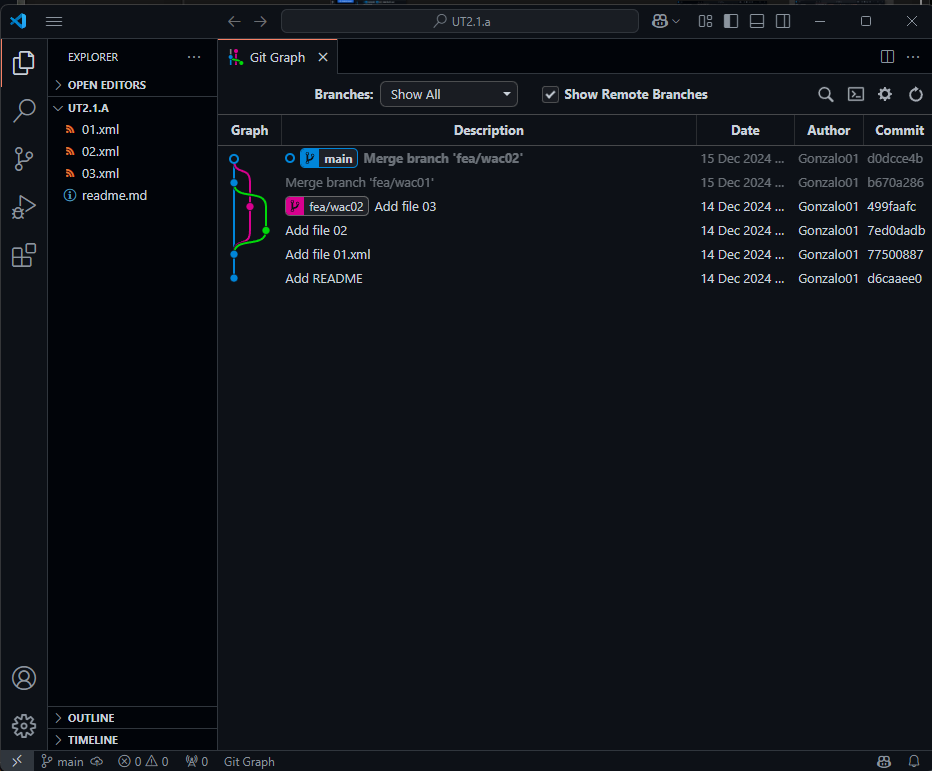 UT2.1.a
EXPLORER
OPEN EDITORS
UT2.1.A
01.xml
02.xml
03.xml
readme.md
OUTLINE
TIMELINE
Git Graph
Branches: Show All Show Remote Branches
Graph Description Date Author Commit
main Merge branch 'fea/wac02' 15 Dec 2024 ... Gonzalo01 d0dcce4b
Merge branch 'fea/wac01' 15 Dec 2024 ... Gonzalo01 b670a286
fea/wac02 Add file 03 14 Dec 2024 ... Gonzalo01 499faafc
Add file 02 14 Dec 2024 ... Gonzalo01 7ed0dadb
Add file 01.xml 14 Dec 2024 ... Gonzalo01 77500887
Add README 14 Dec 2024 ... Gonzalo01 d6caaee0
main 0 0 0 Git Graph